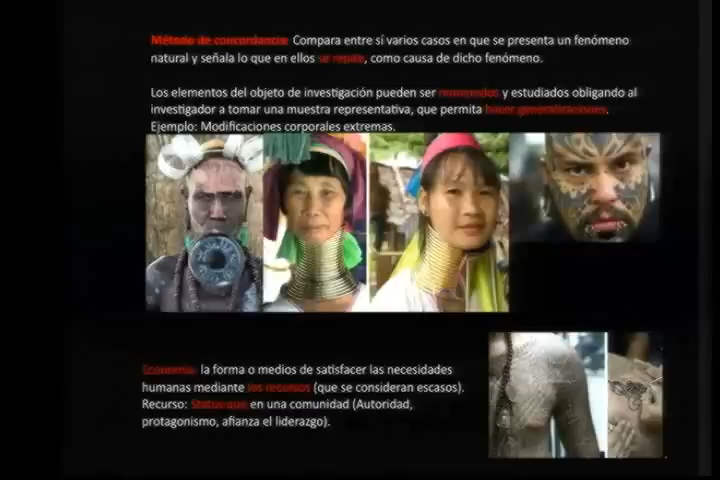 Método de concordancia: Compara entre sí varios casos en que se presenta un fenómeno
natural y señala lo que en ellos se repite, como causa de dicho fenómeno.
Los elementos del objeto de investigación pueden ser numerados y estudiados obligando al
investigador a tomar una muestra representativa, que permita hacer generalizaciones.
Ejemplo: Modificaciones corporales extremas.
Economía: la forma o medios de satisfacer las necesidades
humanas mediante los recursos (que se consideran escasos).
Recurso: Status quo en una comunidad (Autoridad,
protagonismo, afianza el liderazgo).